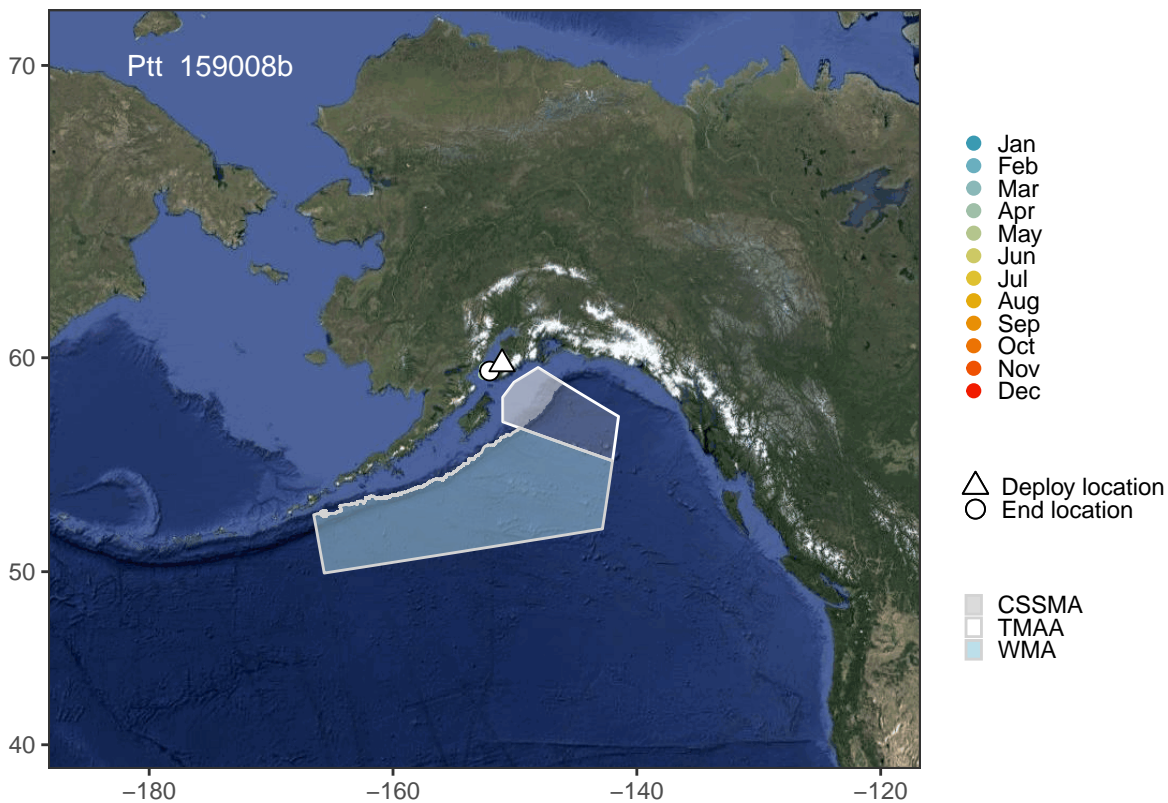 Ptt 159008b
70
60
50
40
−180
−160
−140
−120
Jan
Feb
Mar
Apr
May
Jun
Jul
Aug
Sep
Oct
Nov
Dec
Deploy location
End location
CSSMA
TMAA
WMA